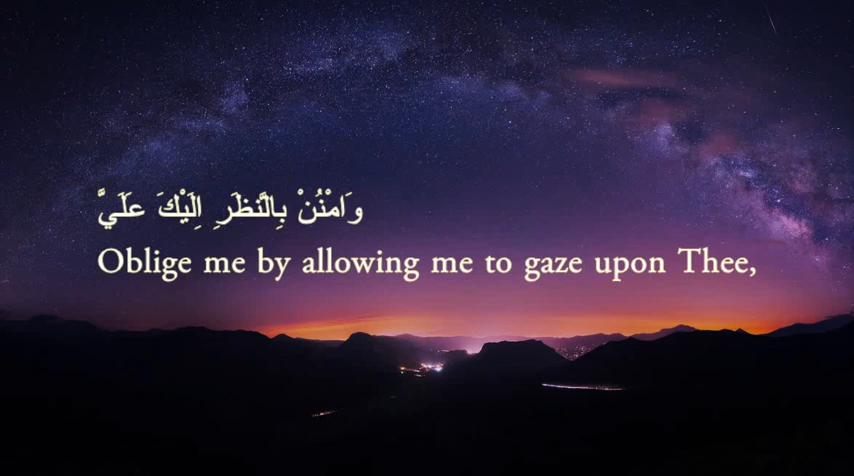 وَامْنُنْ بِالنَّظَرِ اِلَيْكَ عَلَيَّ
Oblige me by allowing me to gaze upon Thee,